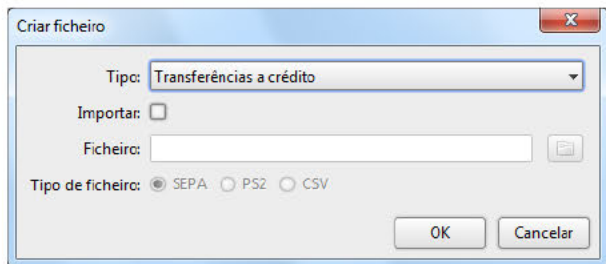 Criar ficheiro
Tipo: Transferências a crédito
Importar:
Ficheiro:
Tipo de ficheiro: SEPA PS2 CSV
OK Cancelar